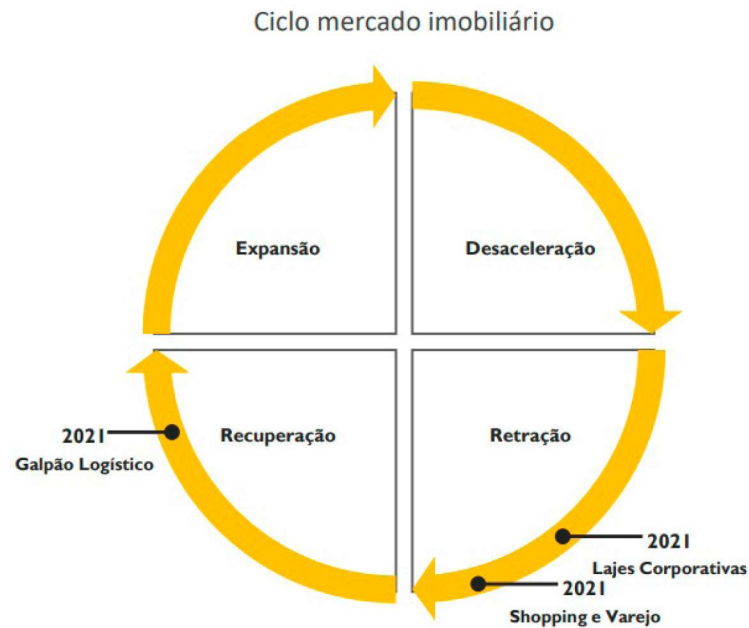 Ciclo mercado imobiliário
Expansão
Desaceleração
Recuperação
Retração
2021
Galpão Logístico
2021
Lajes Corporativas
2021
Shopping e Varejo